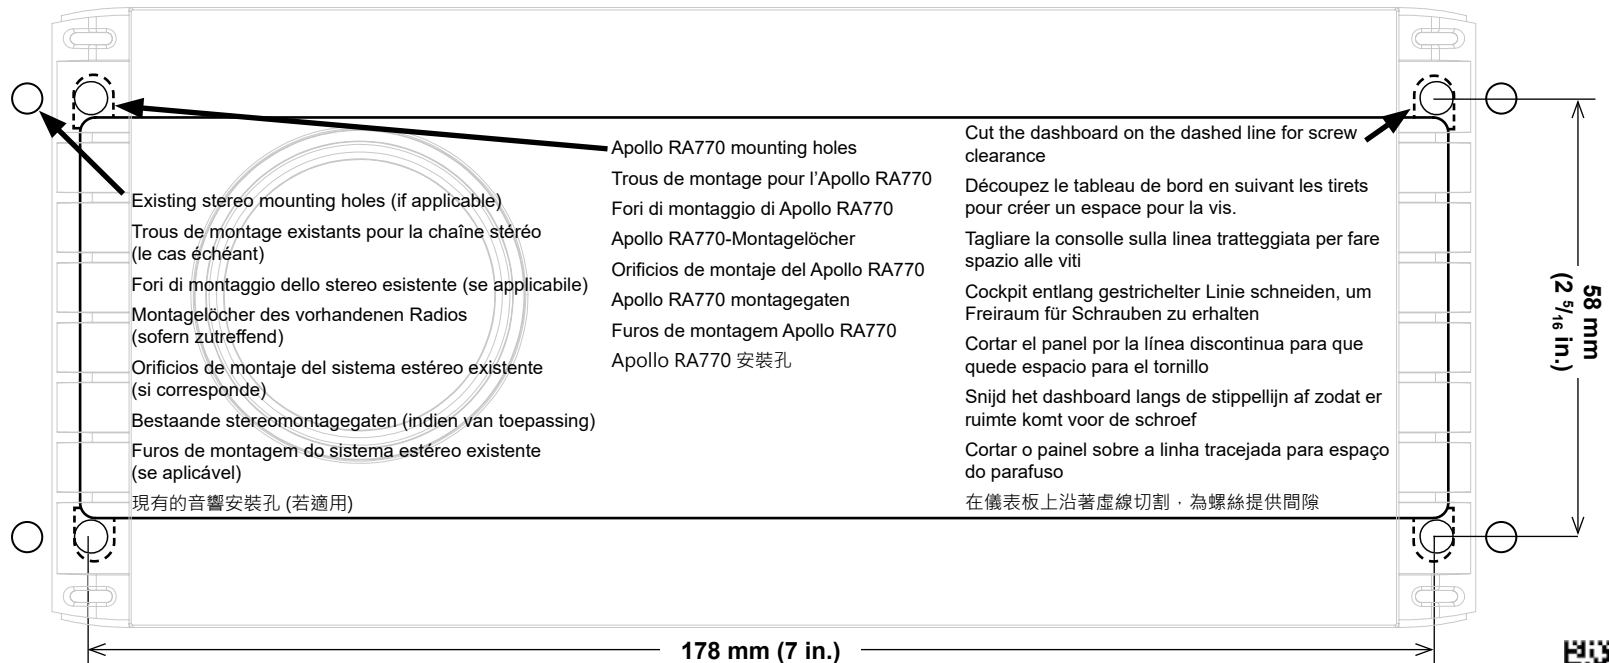 Existing stereo mounting holes (if applicable)
Trous de montage existants pour la chaîne stéréo
(le cas échéant)
Fori di montaggio dello stereo esistente (se applicabile)
Montagelöcher des vorhandenen Radios
(sofern zutreffend)
Orificios de montaje del sistema estéreo existente
(si corresponde)
Bestaande stereomontagegaten (indien van toepassing)
Furos de montagem do sistema estéreo existente
(se aplicável)
現有的音響安裝孔 (若適用)
Apollo RA770 mounting holes
Trous de montage pour l’Apollo RA770
Fori di montaggio di Apollo RA770
Apollo RA770-Montagelöcher
Orificios de montaje del Apollo RA770
Apollo RA770 montagegaten
Furos de montagem Apollo RA770
Apollo RA770 安裝孔
Cut the dashboard on the dashed line for screw
clearance
Découpez le tableau de bord en suivant les tirets
pour créer un espace pour la vis.
Tagliare la consolle sulla linea tratteggiata per fare
spazio alle viti
Cockpit entlang gestrichelter Linie schneiden, um
Freiraum für Schrauben zu erhalten
Cortar el panel por la línea discontinua para que
quede espacio para el tornillo
Snijd het dashboard langs de stippellijn af zodat er
ruimte komt voor de schroef
Cortar o painel sobre a linha tracejada para espaço
do parafuso
在儀表板上沿著虛線切割，為螺絲提供間隙
58 mm
(2 5/16 in.)
178 mm (7 in.)